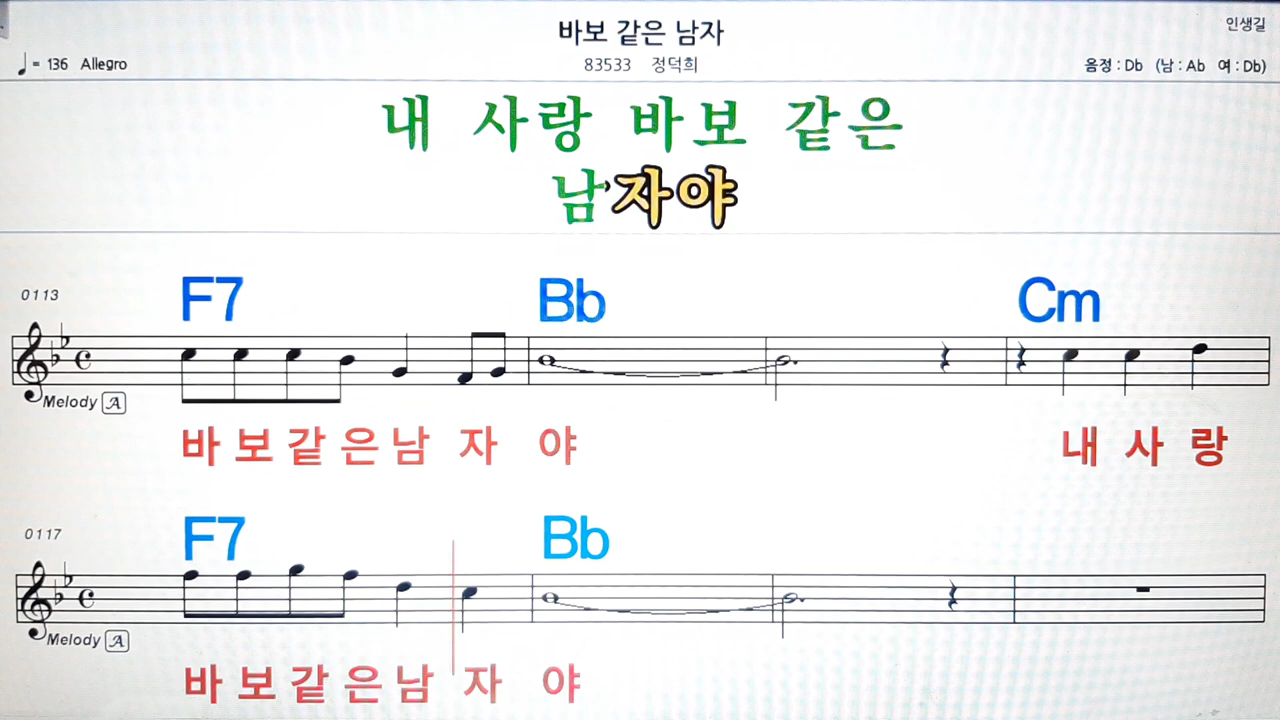 바보 같은 남자
인생길
♩ = 136 Allegro
83533 정덕희
음정 : Db (남 : Ab 여 : Db)
내 사랑 바보 같은
남자야
0113
F7 Bb Cm
Melody A
바 보 같 은 남 자 야 내 사 랑
0117
F7 Bb
Melody A
바 보 같 은 남 자 야